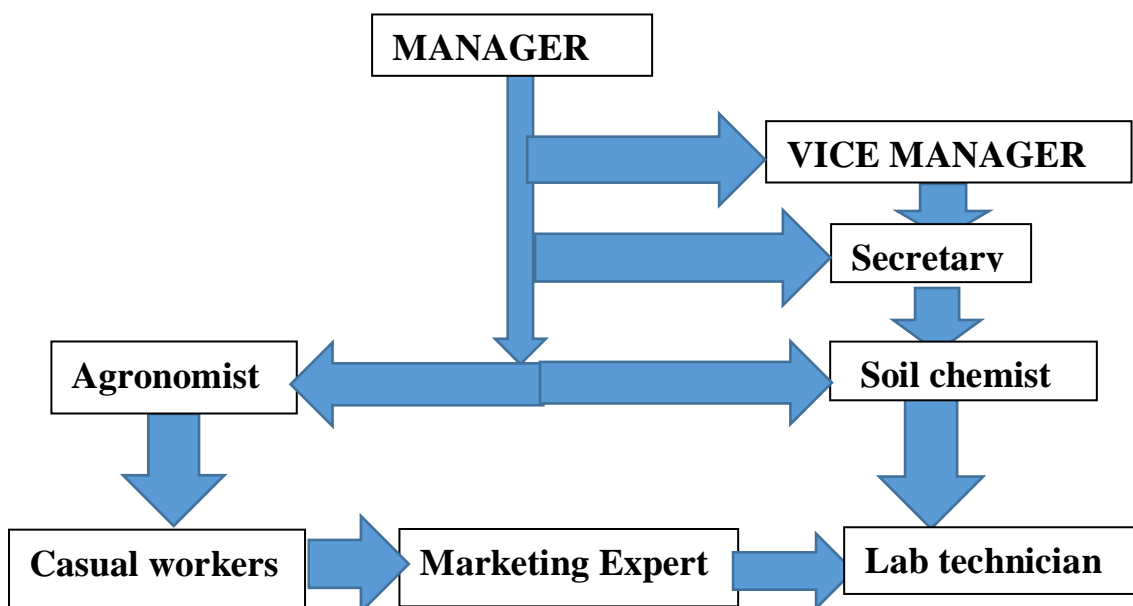 MANAGER
VICE MANAGER
Secretary
Agronomist
Soil chemist
Casual workers
Marketing Expert
Lab technician